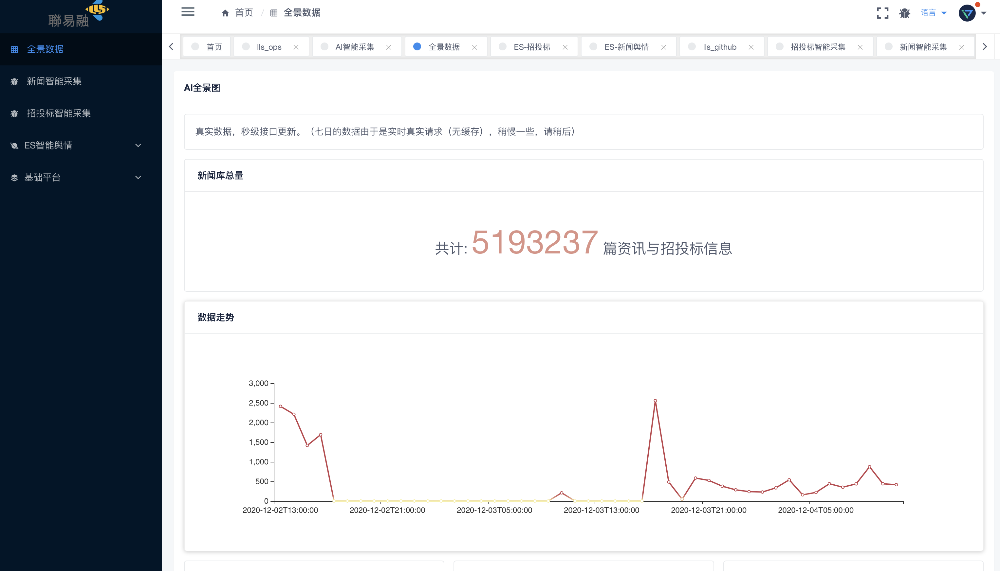 聯易融
LLS
首页 / 全景数据
语言
全景数据
新闻智能采集
招投标智能采集
ES智能舆情
基础平台
首页
lls_ops
AI智能采集
全景数据
ES-招投标
ES-新闻舆情
lls_github
招投标智能采集
新闻智能采集
AI全景图
真实数据，秒级接口更新。（七日的数据由于是实时真实请求（无缓存），稍慢一些，请稍后）
新闻库总量
共计: 5193237 篇资讯与招投标信息
数据走势
3,000
2,500
2,000
1,500
1,000
500
0
2020-12-02T13:00:00
2020-12-02T21:00:00
2020-12-03T05:00:00
2020-12-03T13:00:00
2020-12-03T21:00:00
2020-12-04T05:00:00